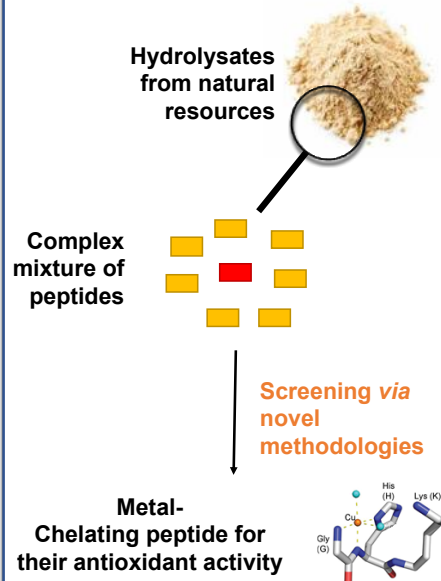 Hydrolysates
from natural
resources
Complex
mixture of
peptides
Screening via
novel
methodologies
Metal-
Chelating peptide for
their antioxidant activity
His
(H)
Lys (K)
Cu
Gly
(G)